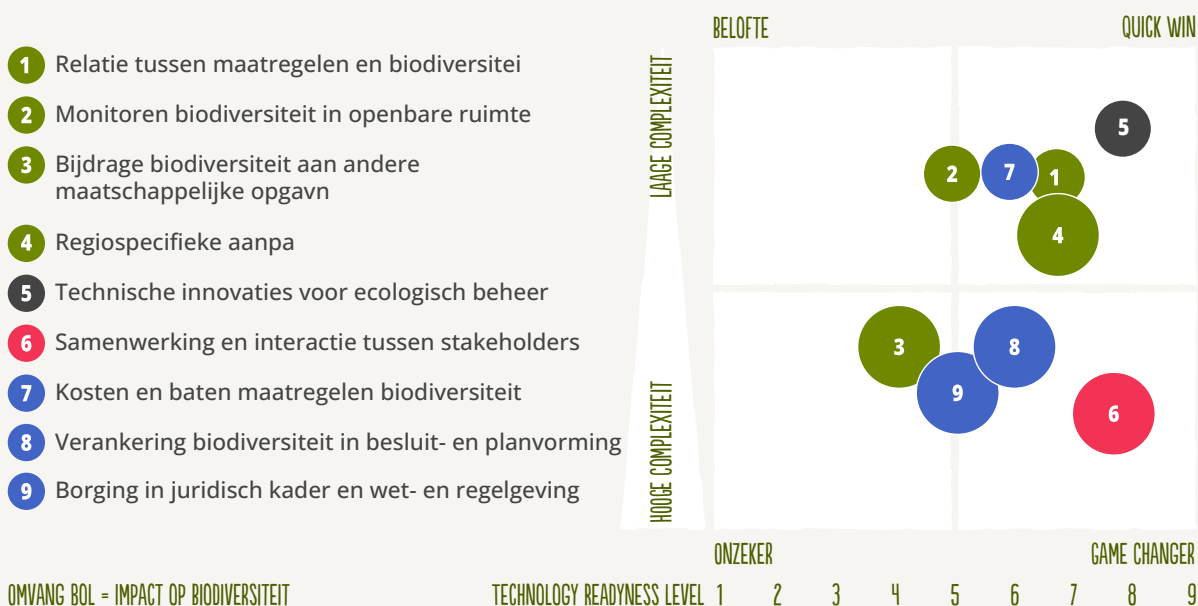 1 Relatie tussen maatregelen en biodiversitei
2 Monitoren biodiversiteit in openbare ruimte
3 Bijdrage biodiversiteit aan andere
maatschappelijke opgavn
4 Regiospecifieke aanpa
5 Technische innovaties voor ecologisch beheer
6 Samenwerking en interactie tussen stakeholders
7 Kosten en baten maatregelen biodiversiteit
8 Verankering biodiversiteit in besluit- en planvorming
9 Borging in juridisch kader en wet- en regelgeving
OMVANG BOL = IMPACT OP BIODIVERSITEIT
LAAGE COMPLEXITEIT
HOOGE COMPLEXITEIT
BELOFTE QUICK WIN
5
2 7 1
4
3 8
9
6
ONZEKER GAME CHANGER
TECHNOLOGY READYNESS LEVEL 1 2 3 4 5 6 7 8 9